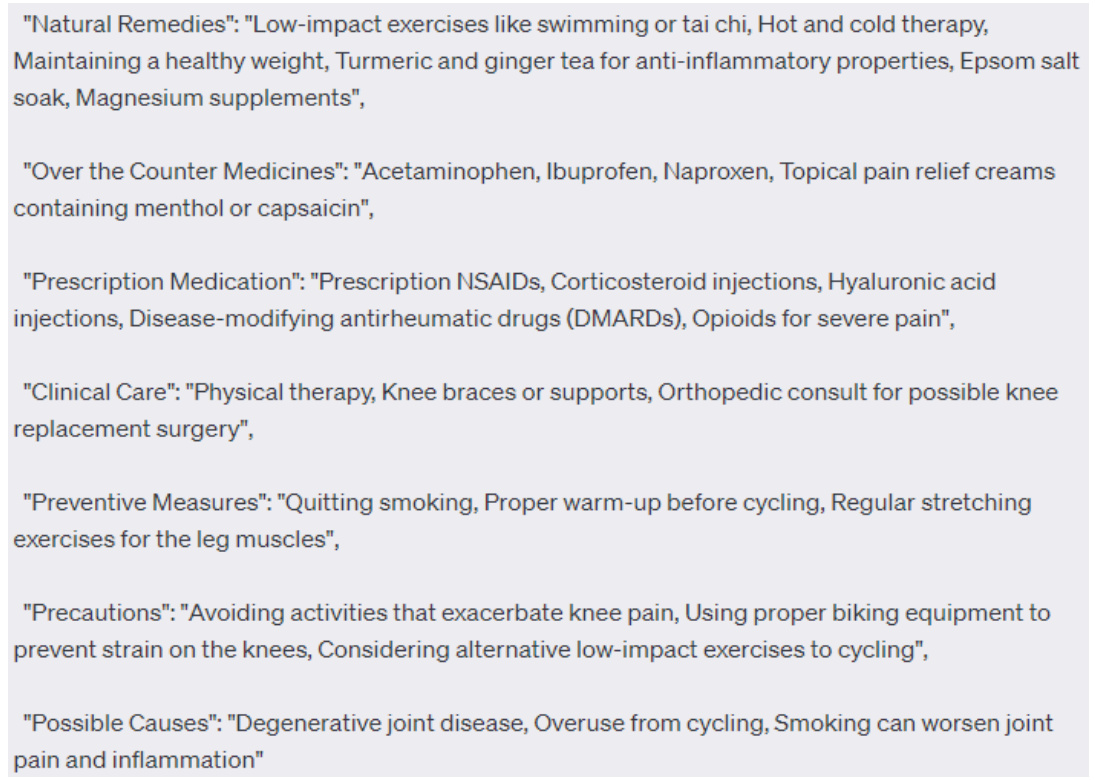 "Natural Remedies": "Low-impact exercises like swimming or tai chi, Hot and cold therapy,
Maintaining a healthy weight, Turmeric and ginger tea for anti-inflammatory properties, Epsom salt
soak, Magnesium supplements",
"Over the Counter Medicines": "Acetaminophen, Ibuprofen, Naproxen, Topical pain relief creams
containing menthol or capsaicin",
"Prescription Medication": "Prescription NSAIDs, Corticosteroid injections, Hyaluronic acid
injections, Disease-modifying antirheumatic drugs (DMARDs), Opioids for severe pain",
"Clinical Care": "Physical therapy, Knee braces or supports, Orthopedic consult for possible knee
replacement surgery",
"Preventive Measures": "Quitting smoking, Proper warm-up before cycling, Regular stretching
exercises for the leg muscles",
"Precautions": "Avoiding activities that exacerbate knee pain, Using proper biking equipment to
prevent strain on the knees, Considering alternative low-impact exercises to cycling",
"Possible Causes": "Degenerative joint disease, Overuse from cycling, Smoking can worsen joint
pain and inflammation"